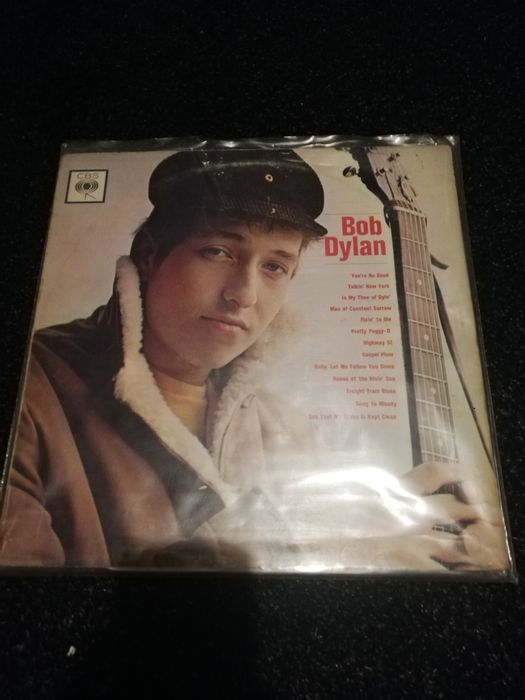 CBS
Bob
Dylan
You're No Good
Talkin' New York
In My Time of Dyin'
Man of Constant Sorrow
Fixin' to Die
Pretty Peggy-O
Highway 51
Gospel Plow
Baby, Let Me Follow You Down
House of the Risin' Sun
Freight Train Blues
Song to Woody
See That My Grave Is Kept Clean